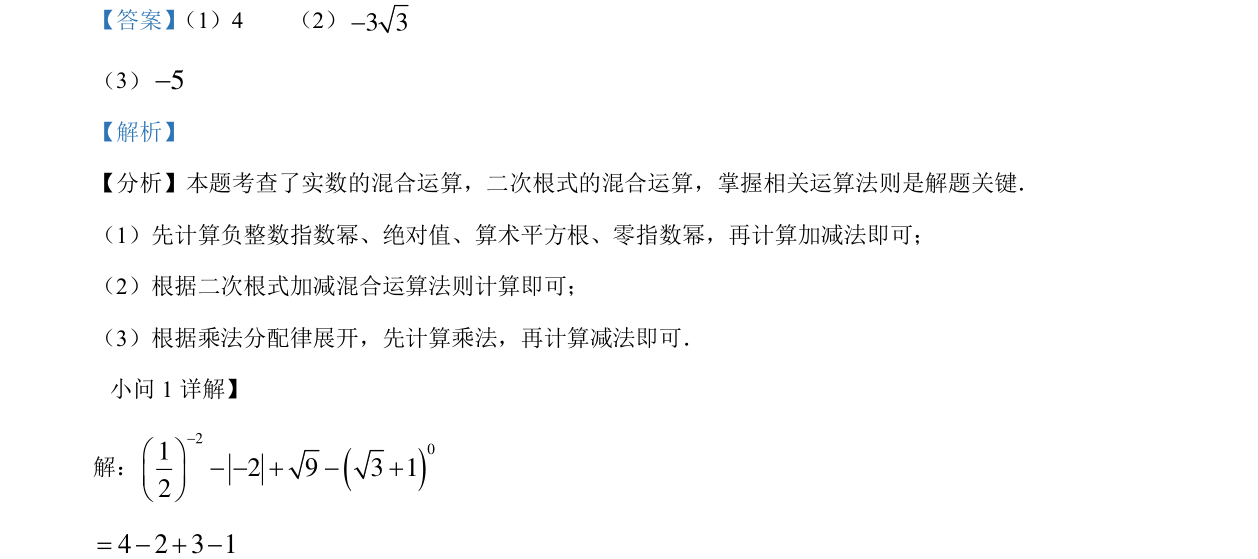 【答案】（1）4 （2）−3√3
（3）−5
【解析】
【分析】本题考查了实数的混合运算，二次根式的混合运算，掌握相关运算法则是解题关键．
（1）先计算负整数指数幂、绝对值、算术平方根、零指数幂，再计算加减法即可；
（2）根据二次根式加减混合运算法则计算即可；
（3）根据乘法分配律展开，先计算乘法，再计算减法即可．
小问 1 详解】
解：(1/2)^{−2} −|−2|+√9−(√3+1)^0
=4−2+3−1